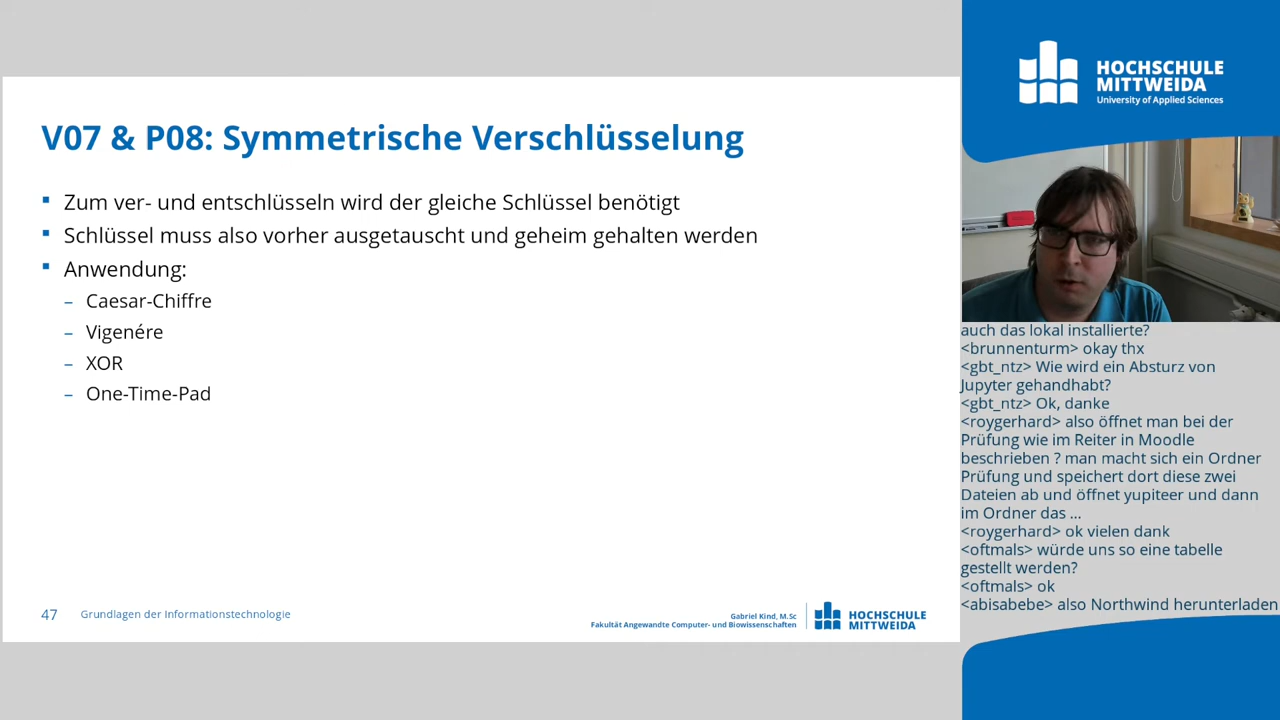 V07 & P08: Symmetrische Verschlüsselung
Zum ver- und entschlüsseln wird der gleiche Schlüssel benötigt
Schlüssel muss also vorher ausgetauscht und geheim gehalten werden
Anwendung:
– Caesar-Chiffre
– Vigenére
– XOR
– One-Time-Pad
47 Grundlagen der Informationstechnologie
Gabriel Kind, M.Sc
Fakultät Angewandte Computer- und Biowissenschaften
HOCHSCHULE
MITTWEIDA
HOCHSCHULE
MITTWEIDA
University of Applied Sciences
auch das lokal installierte?
<brunnenturm> okay thx
<gbt_ntz> Wie wird ein Absturz von
Jupyter gehandhabt?
<gbt_ntz> Ok, danke
<roygerhard> also öffnet man bei der
Prüfung wie im Reiter in Moodle
beschrieben ? man macht sich ein Ordner
Prüfung und speichert dort diese zwei
Dateien ab und öffnet yupiteer und dann
im Ordner das ...
<roygerhard> ok vielen dank
<oftmals> würde uns so eine tabelle
gestellt werden?
<oftmals> ok
<abisabebe> also Northwind herunterladen